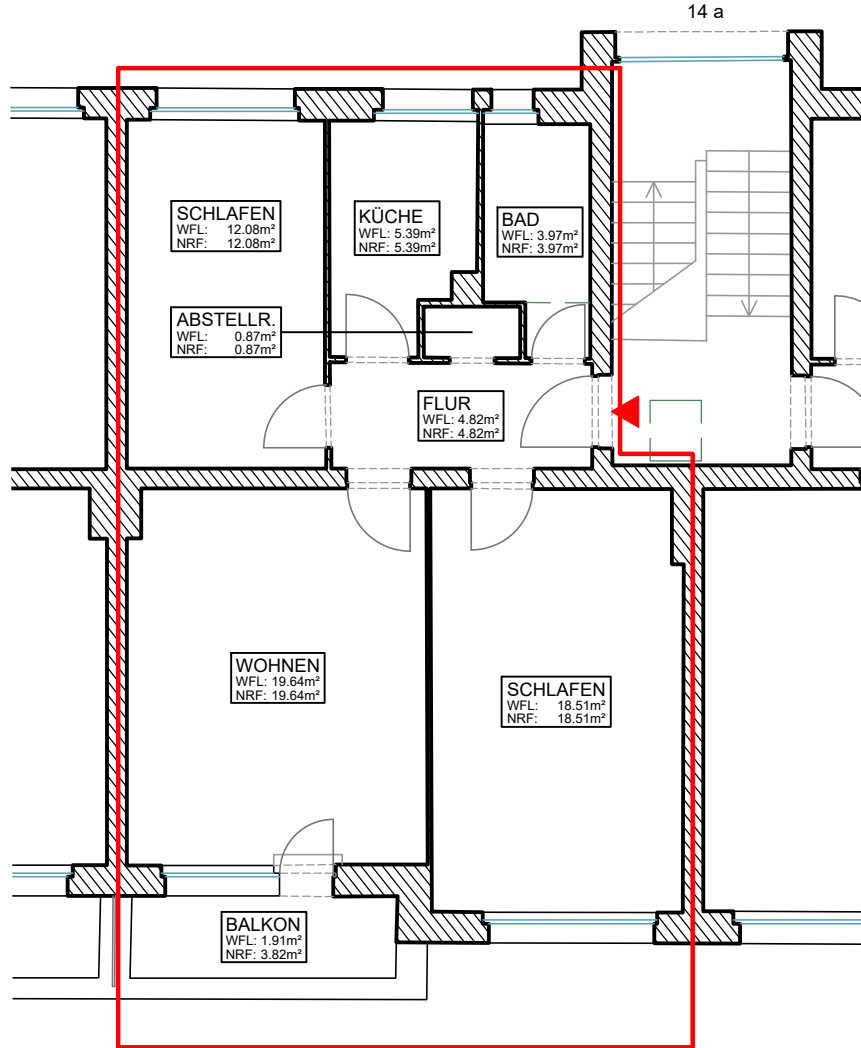 14 a
SCHLAFEN
WFL: 12.08m²
NRF: 12.08m²
KÜCHE
WFL: 5.39m²
NRF: 5.39m²
BAD
WFL: 3.97m²
NRF: 3.97m²
ABSTELLR.
WFL: 0.87m²
NRF: 0.87m²
FLUR
WFL: 4.82m²
NRF: 4.82m²
WOHNEN
WFL: 19.64m²
NRF: 19.64m²
SCHLAFEN
WFL: 18.51m²
NRF: 18.51m²
BALKON
WFL: 1.91m²
NRF: 3.82m²